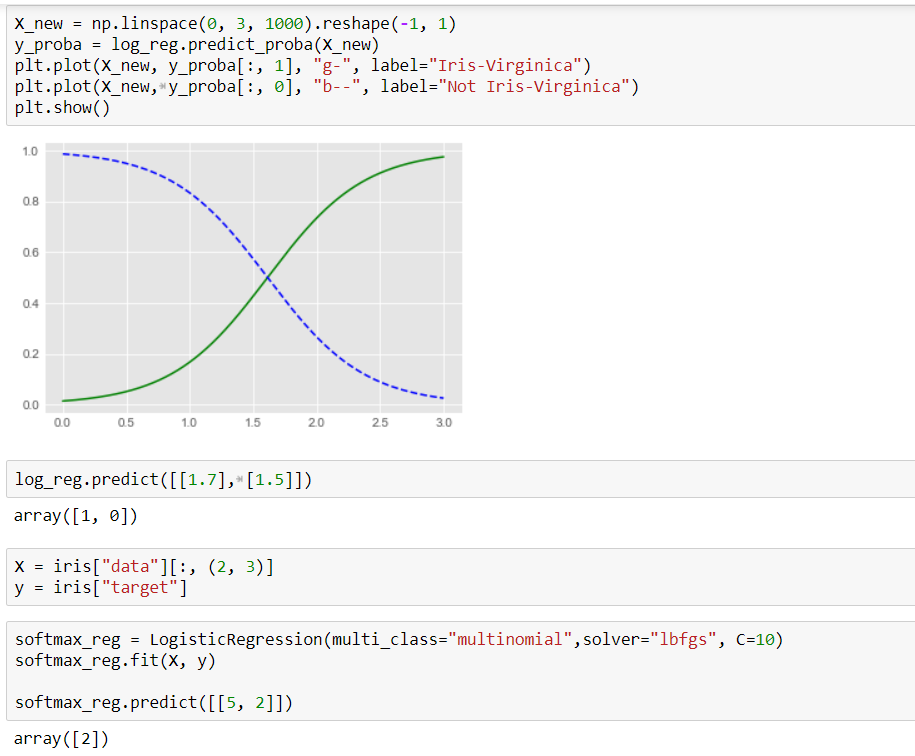 X_new = np.linspace(0, 3, 1000).reshape(-1, 1)
y_proba = log_reg.predict_proba(X_new)
plt.plot(X_new, y_proba[:, 1], "g-", label="Iris-Virginica")
plt.plot(X_new, y_proba[:, 0], "b--", label="Not Iris-Virginica")
plt.show()
1.0
0.8
0.6
0.4
0.2
0.0
0.0 0.5 1.0 1.5 2.0 2.5 3.0
log_reg.predict([[1.7], [1.5]])
array([1, 0])
X = iris["data"][:, (2, 3)]
y = iris["target"]
softmax_reg = LogisticRegression(multi_class="multinomial",solver="lbfgs", C=10)
softmax_reg.fit(X, y)
softmax_reg.predict([[5, 2]])
array([2])